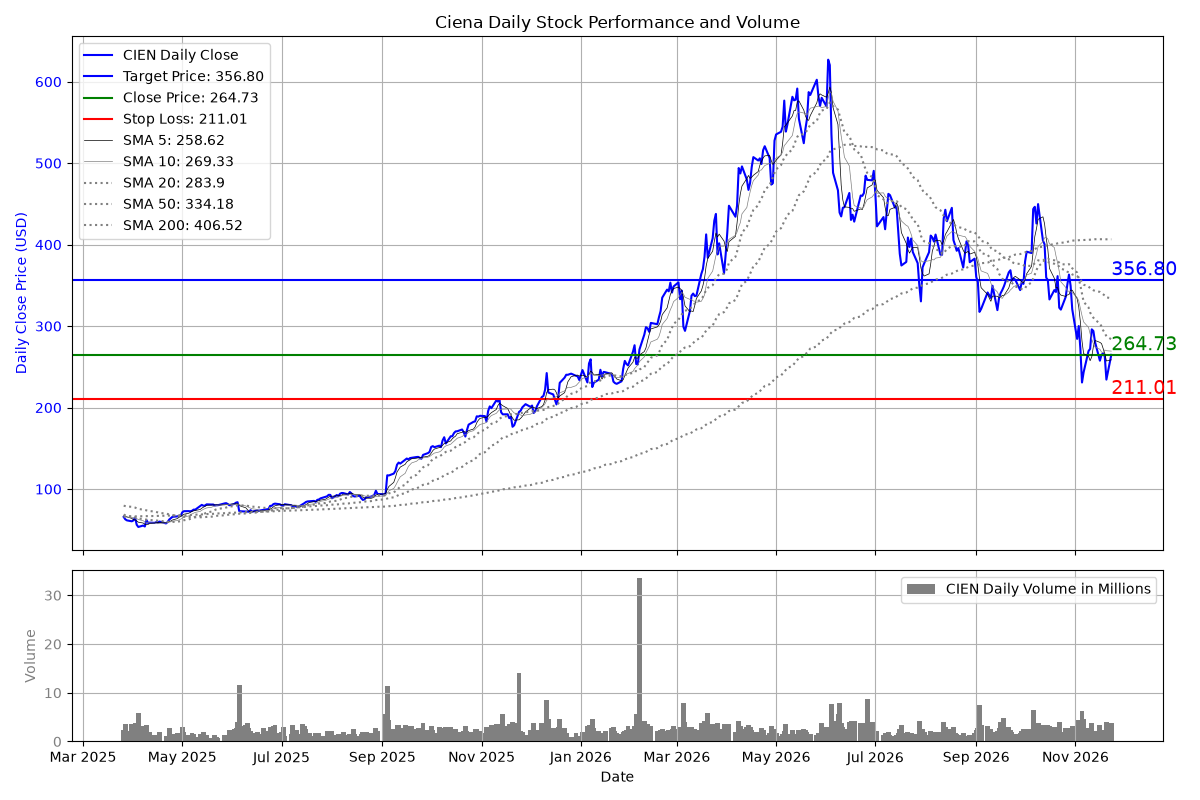 Ciena Daily Stock Performance and Volume
CIEN Daily Close
Target Price: 356.80
Close Price: 264.73
Stop Loss: 211.01
SMA 5: 258.62
SMA 10: 269.33
SMA 20: 283.9
SMA 50: 334.18
SMA 200: 406.52
Daily Close Price (USD)
600
500
400
300
200
100
356.80
264.73
211.01
CIEN Daily Volume in Millions
Volume
30
20
10
0
Mar 2025
May 2025
Jul 2025
Sep 2025
Nov 2025
Jan 2026
Mar 2026
May 2026
Jul 2026
Sep 2026
Nov 2026
Date